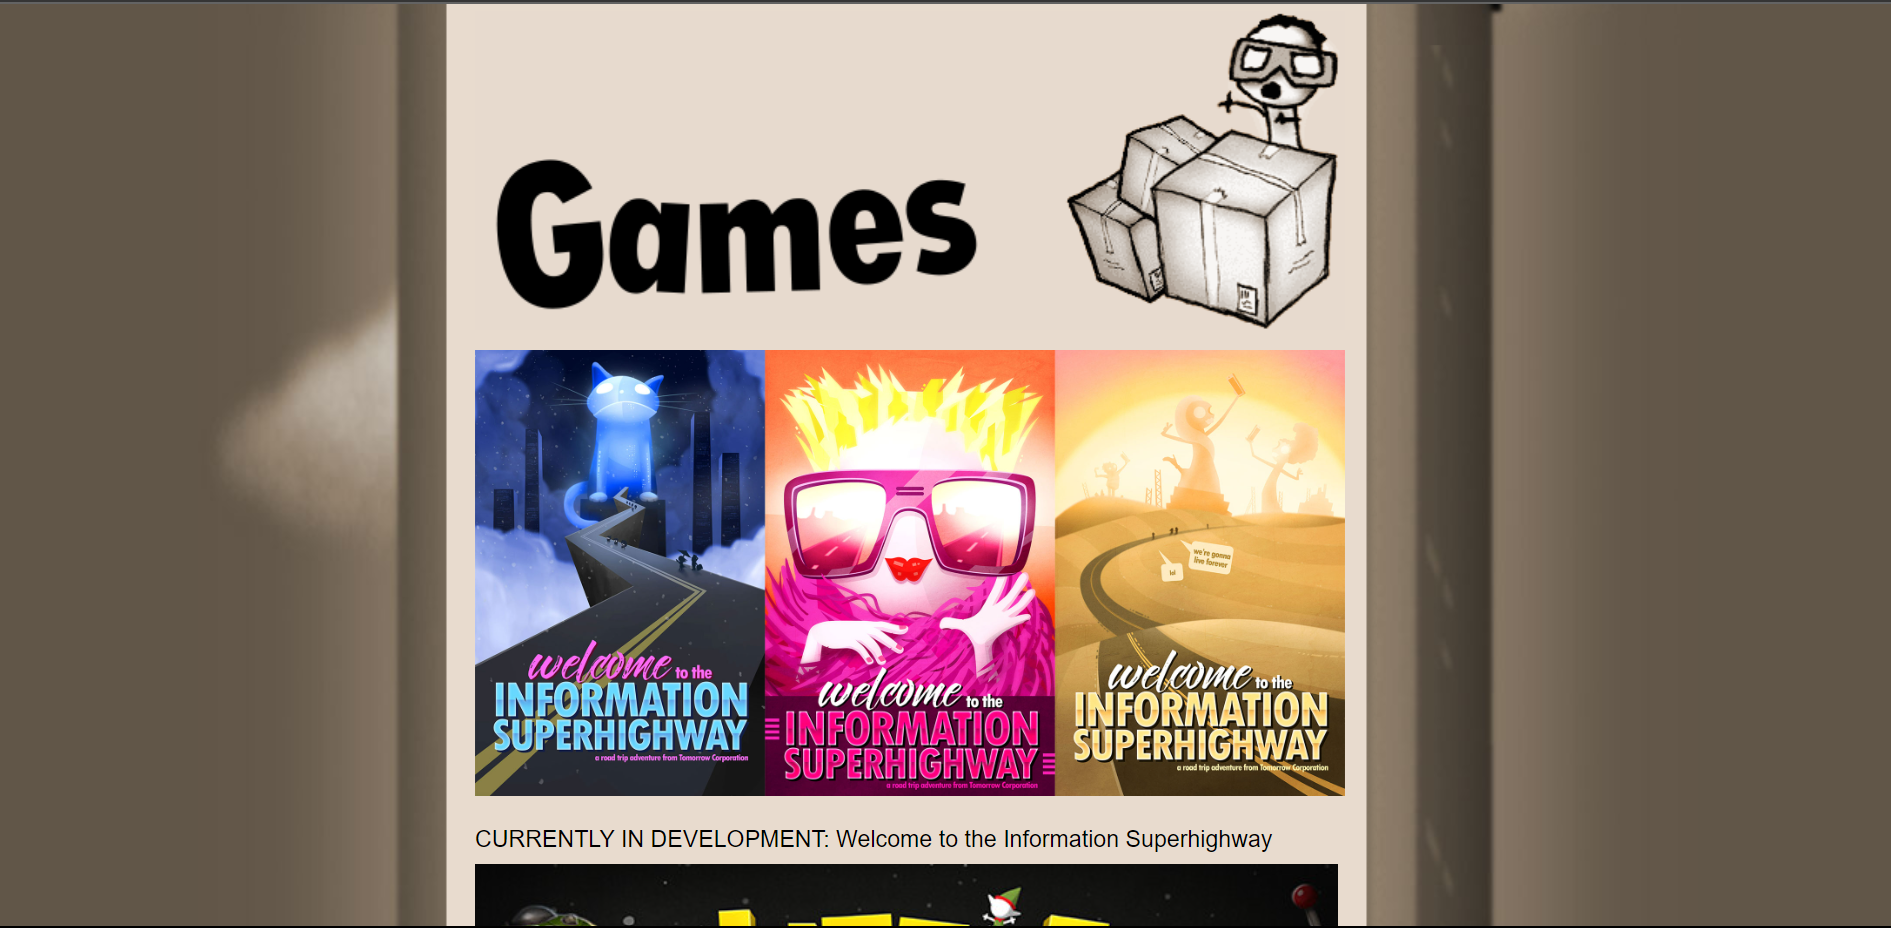 Games
welcome to the
INFORMATION
SUPERHIGHWAY
a road trip adventure from Tomorrow Corporation
welcome to the
INFORMATION
SUPERHIGHWAY
a road trip adventure from Tomorrow Corporation
we're gonna
live forever
lol
welcome to the
INFORMATION
SUPERHIGHWAY
a road trip adventure from Tomorrow Corporation
CURRENTLY IN DEVELOPMENT: Welcome to the Information Superhighway